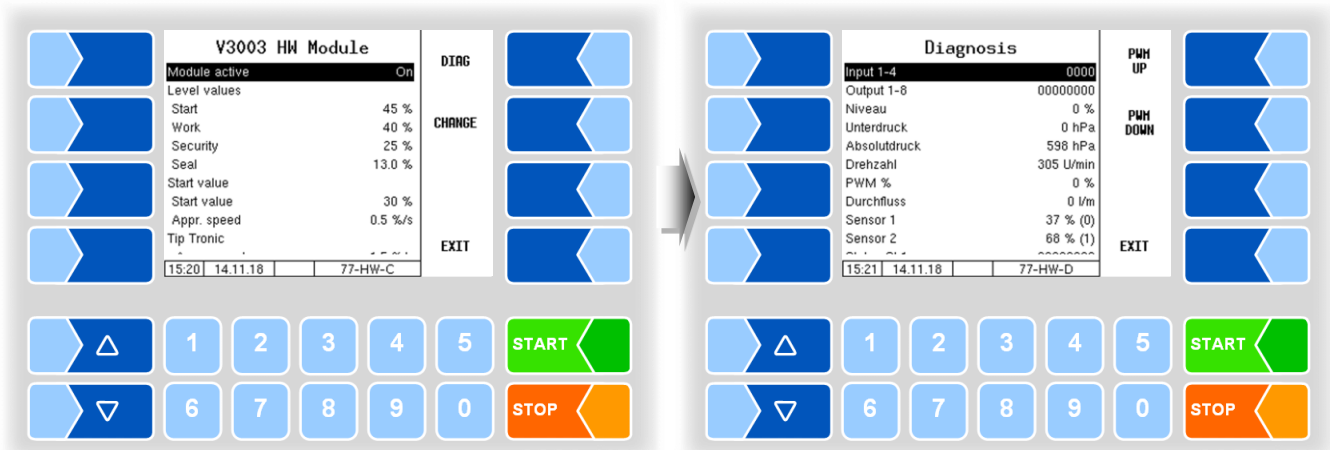 V3003 HW Module
DIAG
Module active On
Level values
Start 45 %
CHANGE
Work 40 %
Security 25 %
Seal 13.0 %
Start value
Start value 30 %
Appr. speed 0.5 %/s
Tip Tronic
EXIT
15:20 14.11.18 77-HW-C
1 2 3 4 5 START
6 7 8 9 0 STOP
Diagnosis
PWM
UP
Input 1-4 0000
Output 1-8 00000000
Niveau 0 %
PWM
DOWN
Unterdruck 0 hPa
Absolutdruck 598 hPa
Drehzahl 305 U/min
PWM % 0 %
Durchfluss 0 l/m
Sensor 1 37 % (0)
Sensor 2 68 % (1)
EXIT
15:21 14.11.18 77-HW-D
1 2 3 4 5 START
6 7 8 9 0 STOP